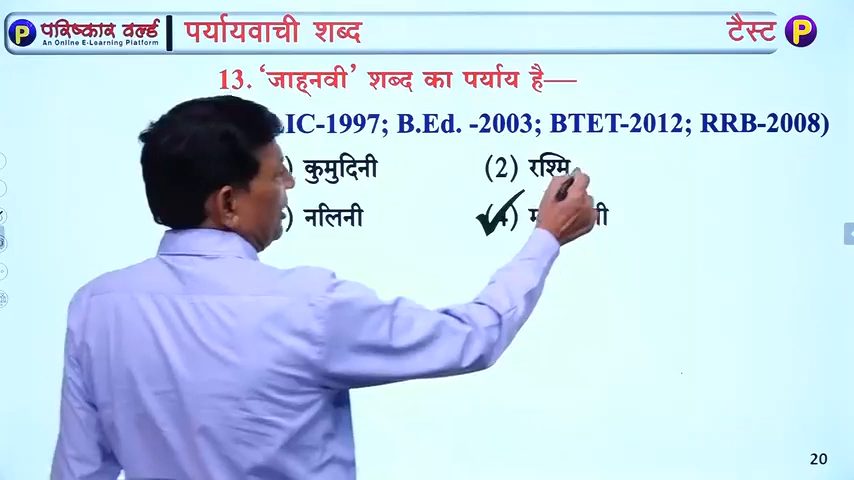 P परिष्कार वर्ल्ड
An Online E-Learning Platform
पर्यायवाची शब्द
टैस्ट P
13. ‘जाह्नवी’ शब्द का पर्याय है—
IC-1997; B.Ed. -2003; BTET-2012; RRB-2008)
) कुमुदिनी (2) रश्मि
) नलिनी
20